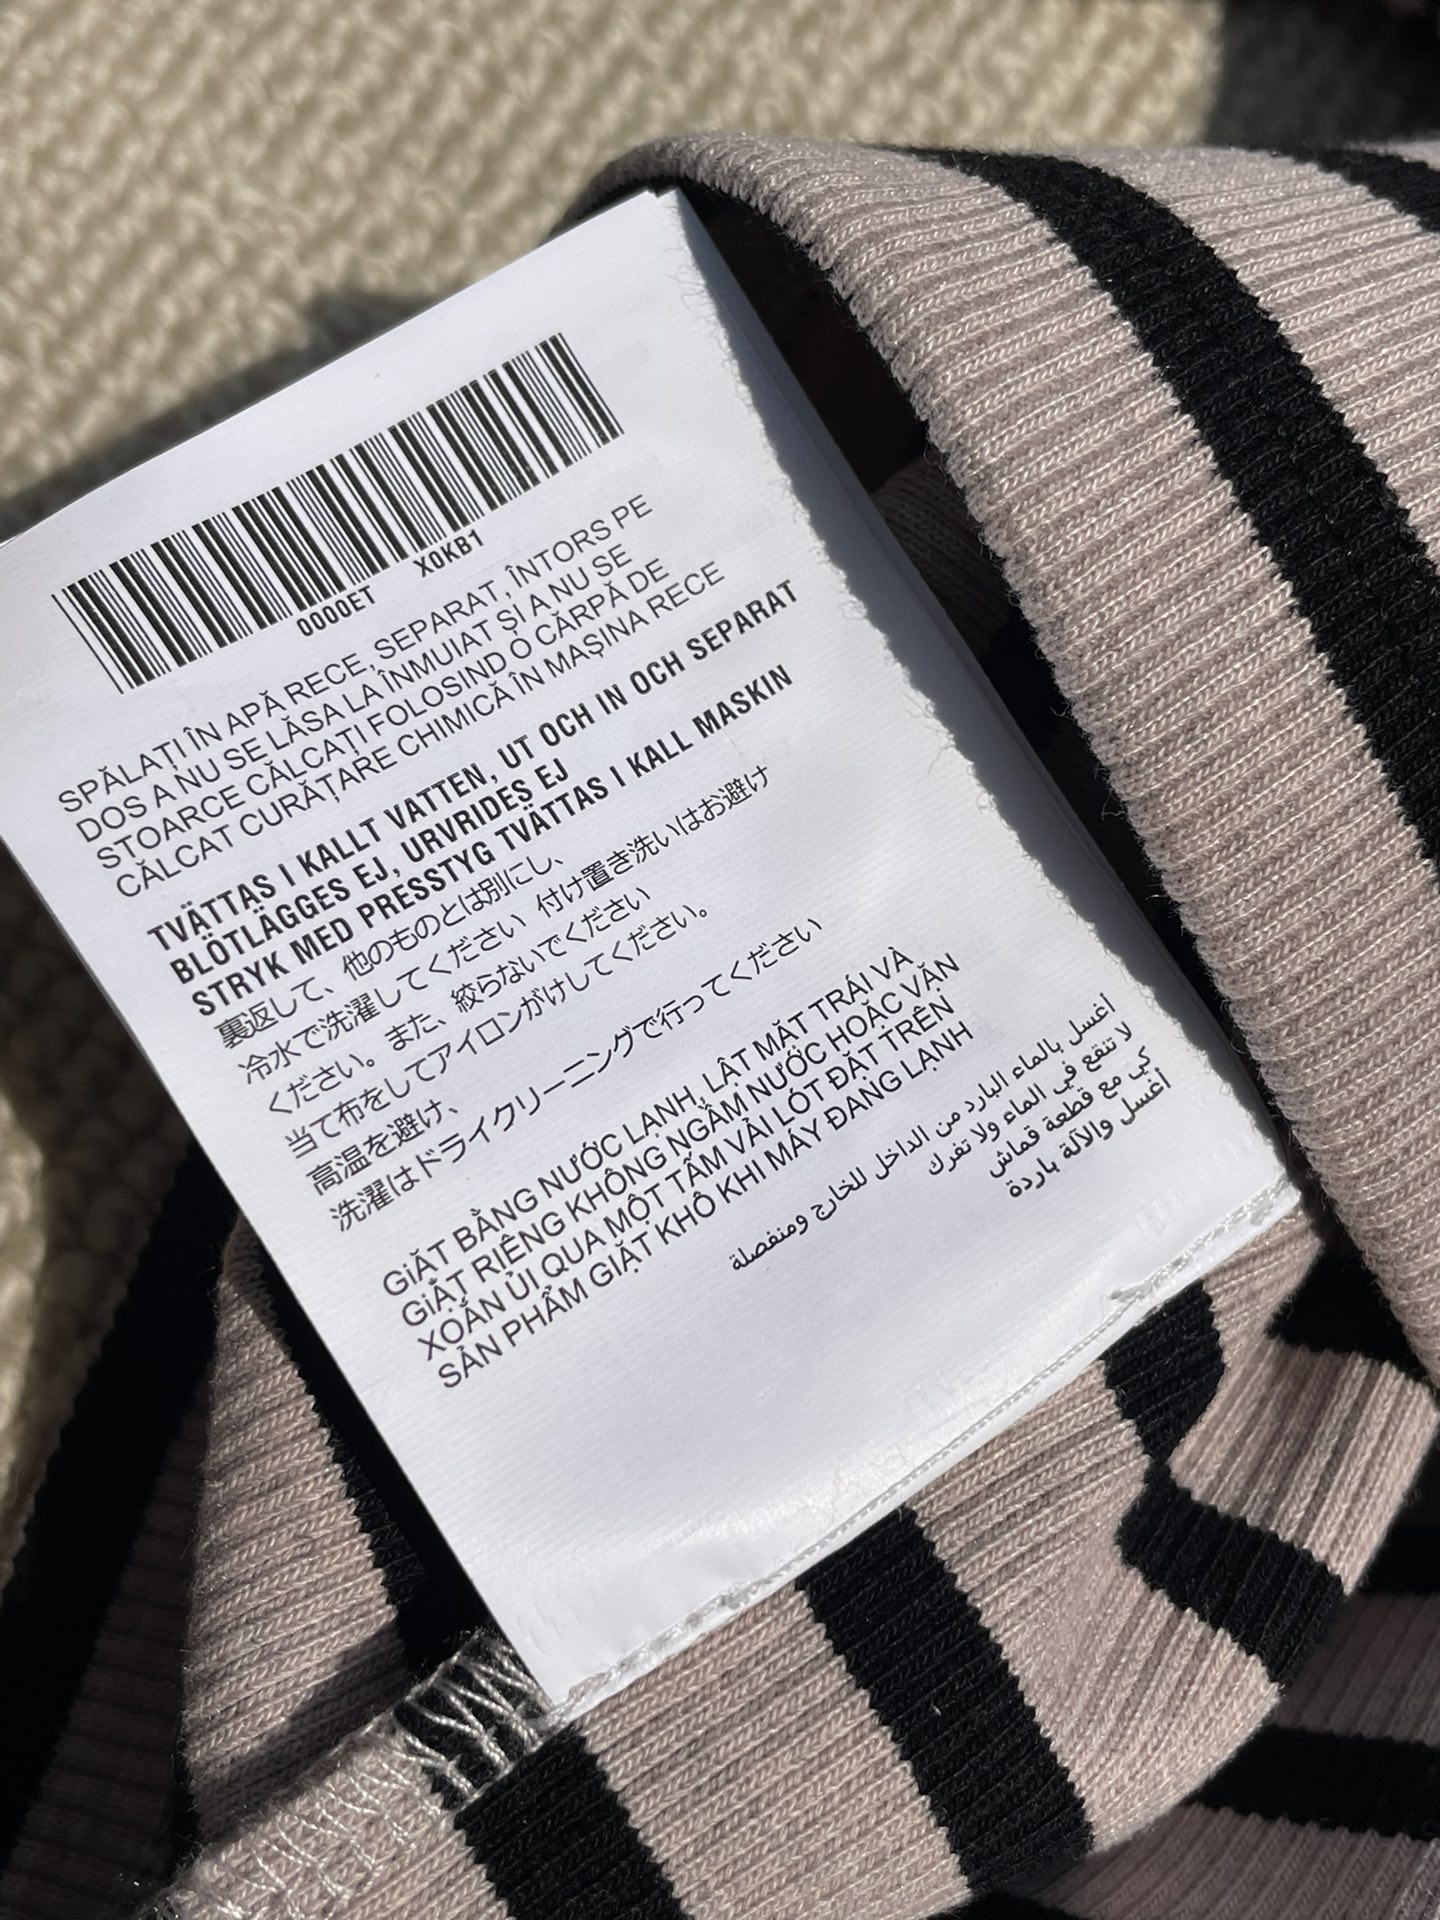 0000ET X0KB1
SPĂLAȚI ÎN APĂ RECE, SEPARAT, ÎNTORS PE
DOS A NU SE LĂSA LA ÎNMUIAT ȘI A NU SE
STOARCE CĂLCAȚI FOLOSIND O CÂRPĂ DE
CĂLCAT CURĂȚARE CHIMICĂ ÎN MAȘINA RECE
TVÄTTAS I KALLT VATTEN, UT OCH IN OCH SEPARAT
BLÖTLÄGGES EJ, URVRIDES EJ
STRYK MED PRESSTYG TVÄTTAS I KALL MASKIN
裏返して、他のものとは別にし、
冷水で洗濯してください 付け置き洗いはお避け
ください。また、絞らないでください
当て布をしてアイロンがけしてください。
高温を避け、
洗濯はドライクリーニングで行ってください
GiẶT BẰNG NƯỚC LẠNH, LẬT MẶT TRÁI VÀ
GiẶT RIÊNG KHÔNG NGÂM NƯỚC HOẶC VẶN
XOẮN ỦI QUA MỘT TẤM VẢI LÓT ĐẶT TRÊN
SẢN PHẨM GIẶT KHÔ KHI MÁY ĐANG LẠNH
اغسل بالماء البارد من الداخل للخارج ومنفصلة
لا تنقع في الماء ولا تفرك
كي مع قطعة قماش
أغسل والآلة باردة